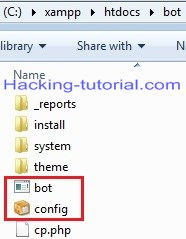 (C:) ▸ xampp ▸ htdocs ▸ bot
Library ▾ Share with ▾
Hacking-tutorial.com
Name
_reports
install
system
theme
bot
config
cp.php